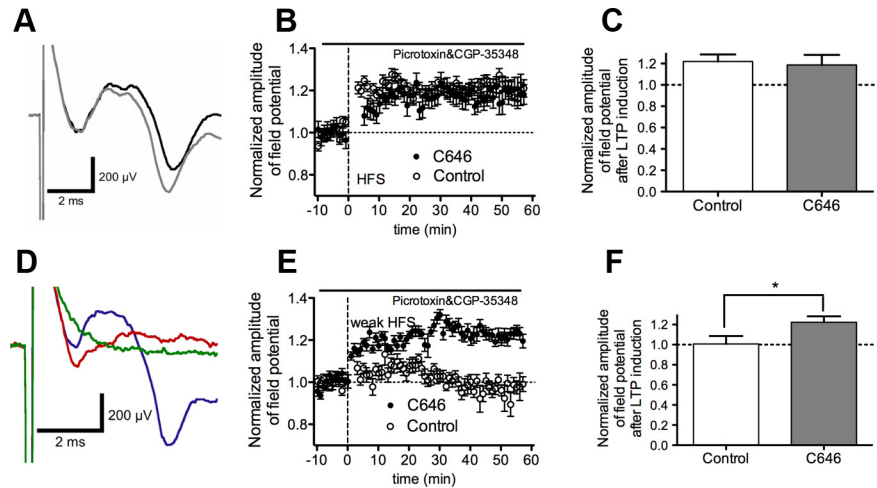 A
200 µV
2 ms
B
Normalized amplitude
of field potential
1.4
1.2
1.0
0.8
Picrotoxin&CGP-35348
C646
Control
HFS
-10 0 10 20 30 40 50 60
time (min)
C
Normalized amplitude
of field potential
after LTP induction
1.2
1.0
0.8
0.6
0.4
0.2
0.0
Control C646
D
200 µV
2 ms
E
Normalized amplitude
of field potential
1.4
1.2
1.0
0.8
Picrotoxin&CGP-35348
weak HFS
C646
Control
-10 0 10 20 30 40 50 60
time (min)
F
Normalized amplitude
of field potential
after LTP induction
1.2
1.0
0.8
0.6
0.4
0.2
0.0
*
Control C646